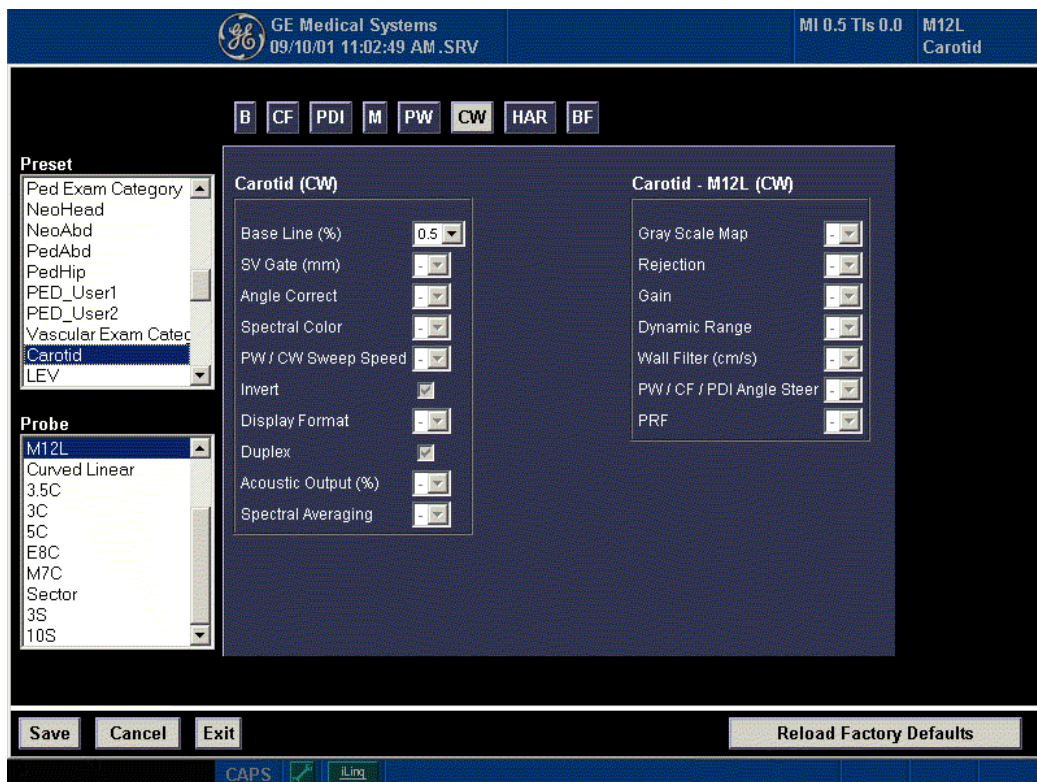 GE Medical Systems
09/10/01 11:02:49 AM.SRV
MI 0.5 TIs 0.0
M12L
Carotid
B CF PDI M PW CW HAR BF
Preset
Ped Exam Category
NeoHead
NeoAbd
PedAbd
PedHip
PED_User1
PED_User2
Vascular Exam Categ
Carotid
LEV
Probe
M12L
Curved Linear
3.5C
3C
5C
E8C
M7C
Sector
3S
10S
Carotid (CW)
Base Line (%) 0.5
SV Gate (mm) -
Angle Correct -
Spectral Color -
PW / CW Sweep Speed -
Invert
Display Format -
Duplex
Acoustic Output (%) -
Spectral Averaging -
Carotid - M12L (CW)
Gray Scale Map -
Rejection -
Gain -
Dynamic Range -
Wall Filter (cm/s) -
PW / CF / PDI Angle Steer -
PRF -
Save Cancel Exit Reload Factory Defaults
CAPS iLinq